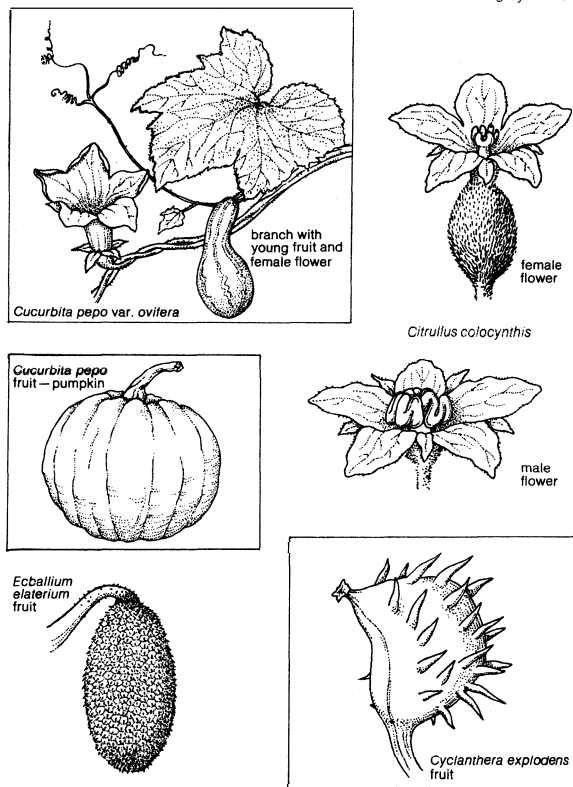 branch with
young fruit and
female flower
Cucurbita pepo var. ovifera
female
flower
Citrullus colocynthis
Cucurbita pepo
fruit—pumpkin
male
flower
Ecballium
elaterium
fruit
Cyclanthera explodens
fruit